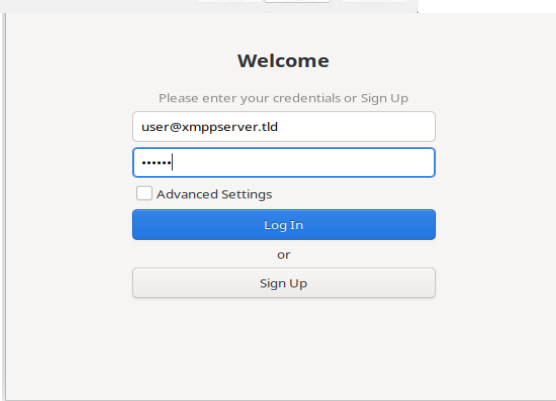 Welcome
Please enter your credentials or Sign Up
user@xmppserver.tld
••••••
Advanced Settings
Log In
or
Sign Up